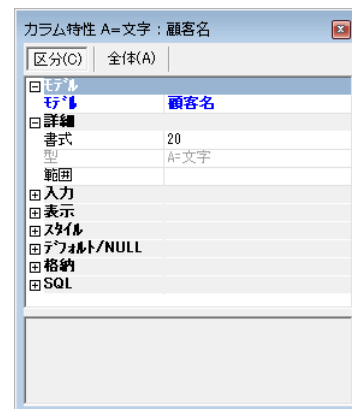 カラム特性 A=文字：顧客名
区分(C) 全体(A)
ﾓﾃﾞﾙ
ﾓﾃﾞﾙ 顧客名
詳細
書式 20
型 A=文字
範囲
入力
表示
ｽﾀｲﾙ
ﾃﾞﾌｫﾙﾄ/NULL
格納
SQL